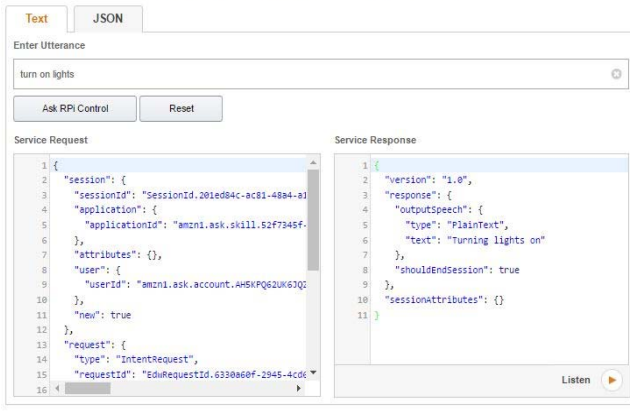 Text JSON
Enter Utterance
turn on lights
Ask RPi Control Reset
Service Request
1 {
2 "session": {
3 "sessionId": "SessionId.201ed84c-ac81-48a4-a1
4 "application": {
5 "applicationId": "amzn1.ask.skill.52f7345f-
6 },
7 "attributes": {},
8 "user": {
9 "userId": "amzn1.ask.account.AH5KPQ62UK6JQZ
10 },
11 "new": true
12 },
13 "request": {
14 "type": "IntentRequest",
15 "requestId": "EdwRequestId.6330a60f-2945-4cd6
16
Service Response
1 {
2 "version": "1.0",
3 "response": {
4 "outputSpeech": {
5 "type": "PlainText",
6 "text": "Turning lights on"
7 },
8 "shouldEndSession": true
9 },
10 "sessionAttributes": {}
11 }
Listen